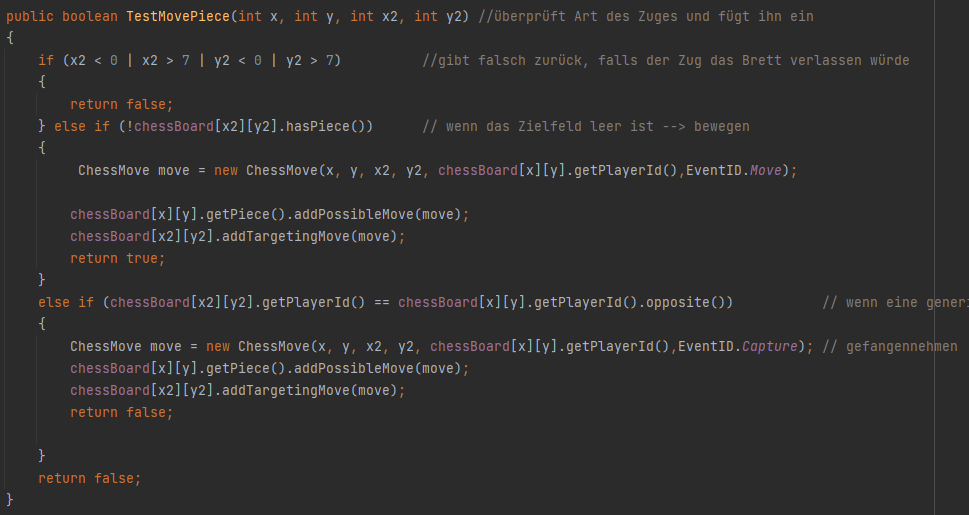 public boolean TestMovePiece(int x, int y, int x2, int y2) //überprüft Art des Zuges und fügt ihn ein
{
if (x2 < 0 | x2 > 7 | y2 < 0 | y2 > 7) //gibt falsch zurück, falls der Zug das Brett verlassen würde
{
return false;
} else if (!chessBoard[x2][y2].hasPiece()) // wenn das Zielfeld leer ist --> bewegen
{
ChessMove move = new ChessMove(x, y, x2, y2, chessBoard[x][y].getPlayerId(),EventID.Move);
chessBoard[x][y].getPiece().addPossibleMove(move);
chessBoard[x2][y2].addTargetingMove(move);
return true;
}
else if (chessBoard[x2][y2].getPlayerId() == chessBoard[x][y].getPlayerId().opposite()) // wenn eine generi
{
ChessMove move = new ChessMove(x, y, x2, y2, chessBoard[x][y].getPlayerId(),EventID.Capture); // gefangennehmen
chessBoard[x][y].getPiece().addPossibleMove(move);
chessBoard[x2][y2].addTargetingMove(move);
return false;
}
return false;
}